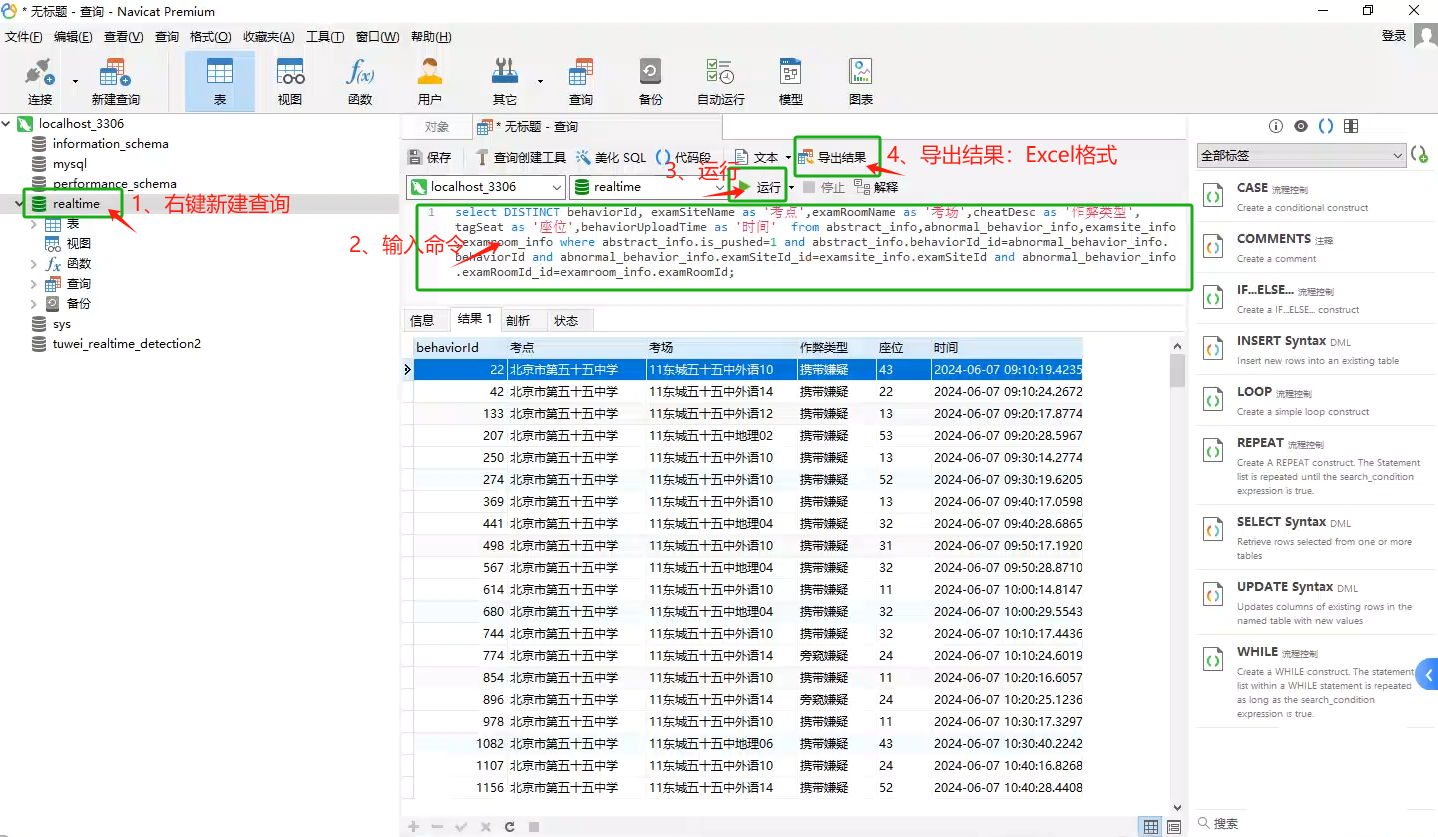 * 无标题 - 查询 - Navicat Premium
文件(F) 编辑(E) 查看(V) 查询 格式(O) 收藏夹(A) 工具(T) 窗口(W) 帮助(H)
登录
连接 新建查询 表 视图 函数 用户 其它 查询 备份 自动运行 模型 图表
localhost_3306
information_schema
mysql
performance_schema
realtime
1、右键新建查询
表
视图
函数
查询
备份
sys
tuwei_realtime_detection2
对象 * 无标题 - 查询
保存 查询创建工具 美化 SQL 代码段 文本 导出结果
4、导出结果：Excel格式
3、运行
localhost_3306 realtime 运行 停止 解释
2、输入命令
1 select DISTINCT behaviorId, examSiteName as '考点',examRoomName as '考场',cheatDesc as '作弊类型',
tagSeat as '座位',behaviorUploadTime as '时间' from abstract_info,abnormal_behavior_info,examsite_info
,examroom_info where abstract_info.is_pushed=1 and abstract_info.behaviorId_id=abnormal_behavior_info.
behaviorId and abnormal_behavior_info.examSiteId_id=examsite_info.examSiteId and abnormal_behavior_info
.examRoomId_id=examroom_info.examRoomId;
信息 结果 1 剖析 状态
behaviorId 考点 考场 作弊类型 座位 时间
22 北京市第五十五中学 11东城五十五中外语10 携带嫌疑 43 2024-06-07 09:10:19.4235
42 北京市第五十五中学 11东城五十五中外语14 携带嫌疑 22 2024-06-07 09:10:24.2672
133 北京市第五十五中学 11东城五十五中外语12 携带嫌疑 13 2024-06-07 09:20:17.8774
207 北京市第五十五中学 11东城五十五中地理02 携带嫌疑 53 2024-06-07 09:20:28.5967
250 北京市第五十五中学 11东城五十五中外语10 携带嫌疑 13 2024-06-07 09:30:14.2774
274 北京市第五十五中学 11东城五十五中外语10 携带嫌疑 52 2024-06-07 09:30:19.6205
369 北京市第五十五中学 11东城五十五中外语10 携带嫌疑 13 2024-06-07 09:40:17.0598
441 北京市第五十五中学 11东城五十五中地理04 携带嫌疑 32 2024-06-07 09:40:28.6865
498 北京市第五十五中学 11东城五十五中外语10 携带嫌疑 31 2024-06-07 09:50:17.1920
567 北京市第五十五中学 11东城五十五中地理04 携带嫌疑 32 2024-06-07 09:50:28.8710
614 北京市第五十五中学 11东城五十五中外语10 携带嫌疑 11 2024-06-07 10:00:14.8147
680 北京市第五十五中学 11东城五十五中地理04 携带嫌疑 32 2024-06-07 10:00:29.5543
744 北京市第五十五中学 11东城五十五中外语10 携带嫌疑 32 2024-06-07 10:10:17.4436
774 北京市第五十五中学 11东城五十五中外语14 旁窥嫌疑 24 2024-06-07 10:10:24.6019
854 北京市第五十五中学 11东城五十五中外语10 携带嫌疑 11 2024-06-07 10:20:16.6057
896 北京市第五十五中学 11东城五十五中外语14 旁窥嫌疑 24 2024-06-07 10:20:25.1236
978 北京市第五十五中学 11东城五十五中外语10 携带嫌疑 11 2024-06-07 10:30:17.3297
1082 北京市第五十五中学 11东城五十五中地理06 携带嫌疑 43 2024-06-07 10:30:40.2242
1107 北京市第五十五中学 11东城五十五中外语10 携带嫌疑 24 2024-06-07 10:40:16.8268
1156 北京市第五十五中学 11东城五十五中外语14 携带嫌疑 52 2024-06-07 10:40:28.4408
全部标签
CASE 流程控制
Create a conditional construct
COMMENTS 注释
Create a comment
IF...ELSE... 流程控制
Create a IF...ELSE... construct
INSERT Syntax DML
Insert new rows into an existing table
LOOP 流程控制
Create a simple loop construct
REPEAT 流程控制
Create A REPEAT construct. The Statement
list is repeated until the search_condition
expression is true.
SELECT Syntax DML
Retrieve rows selected from one or more
tables
UPDATE Syntax DML
Updates columns of existing rows in the
named table with new values
WHILE 流程控制
Create a WHILE construct. The statement
list within a WHILE statement is repeated
as long as the search_condition
expression is true.
搜索